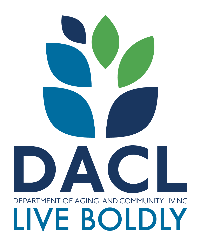 DACL
DEPARTMENT OF AGING AND COMMUNITY LIVING
LIVE BOLDLY